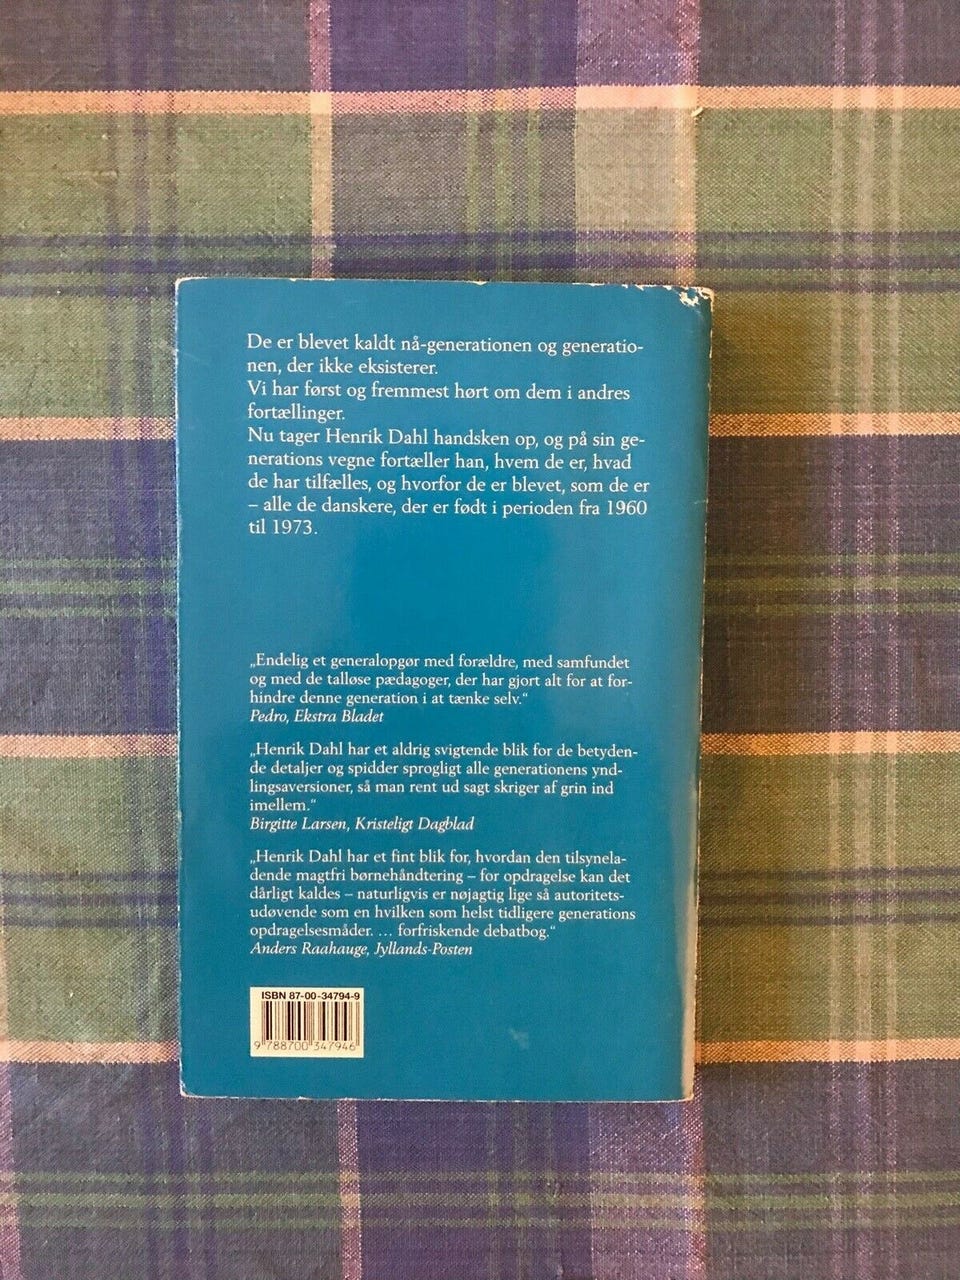 De er blevet kaldt nå-generationen og generatio-
nen, der ikke eksisterer.
Vi har først og fremmest hørt om dem i andres
fortællinger.
Nu tager Henrik Dahl handsken op, og på sin ge-
nerations vegne fortæller han, hvem de er, hvad
de har tilfælles, og hvorfor de er blevet, som de er
– alle de danskere, der er født i perioden fra 1960
til 1973.
„Endelig et generalopgør med forældre, med samfundet
og med de talløse pædagoger, der har gjort alt for at for-
hindre denne generation i at tænke selv.“
Pedro, Ekstra Bladet
„Henrik Dahl har et aldrig svigtende blik for de betyden-
de detaljer og spidder sprogligt alle generationens ynd-
lingsaversioner, så man rent ud sagt skriger af grin ind
imellem.“
Birgitte Larsen, Kristeligt Dagblad
„Henrik Dahl har et fint blik for, hvordan den tilsynela-
dende magtfri børnehåndtering – for opdragelse kan det
dårligt kaldes – naturligvis er nøjagtig lige så autoritets-
udøvende som en hvilken som helst tidligere generations
opdragelsesmåder. … forfriskende debatbog.“
Anders Raahauge, Jyllands-Posten
ISBN 87-00-34794-9
9 788700 347946